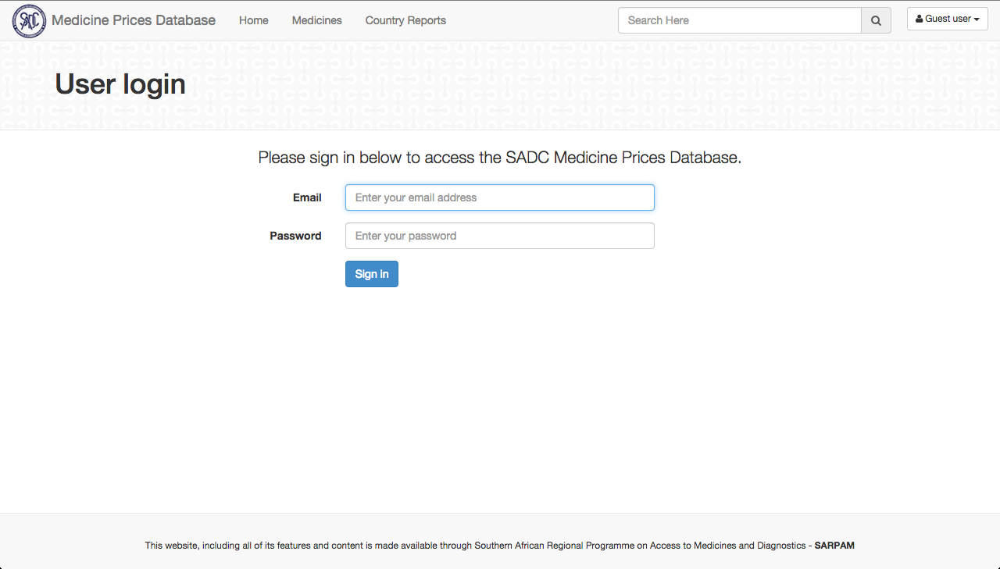 SADC
Medicine Prices Database
Home
Medicines
Country Reports
Search Here
Guest user
User login
Please sign in below to access the SADC Medicine Prices Database.
Email
Enter your email address
Password
Enter your password
Sign in
This website, including all of its features and content is made available through Southern African Regional Programme on Access to Medicines and Diagnostics - SARPAM